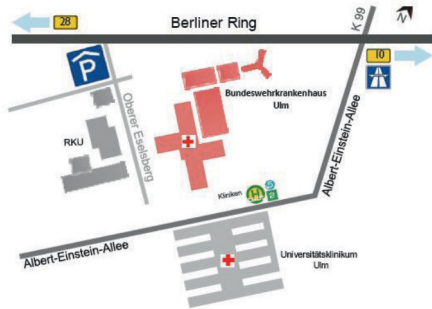 28
Berliner Ring
K 99
N
10
P
Bundeswehrkrankenhaus
Ulm
Oberer Eselsberg
RKU
Albert-Einstein-Allee
Kliniken
H
2
Albert-Einstein-Allee
Universitätsklinikum
Ulm